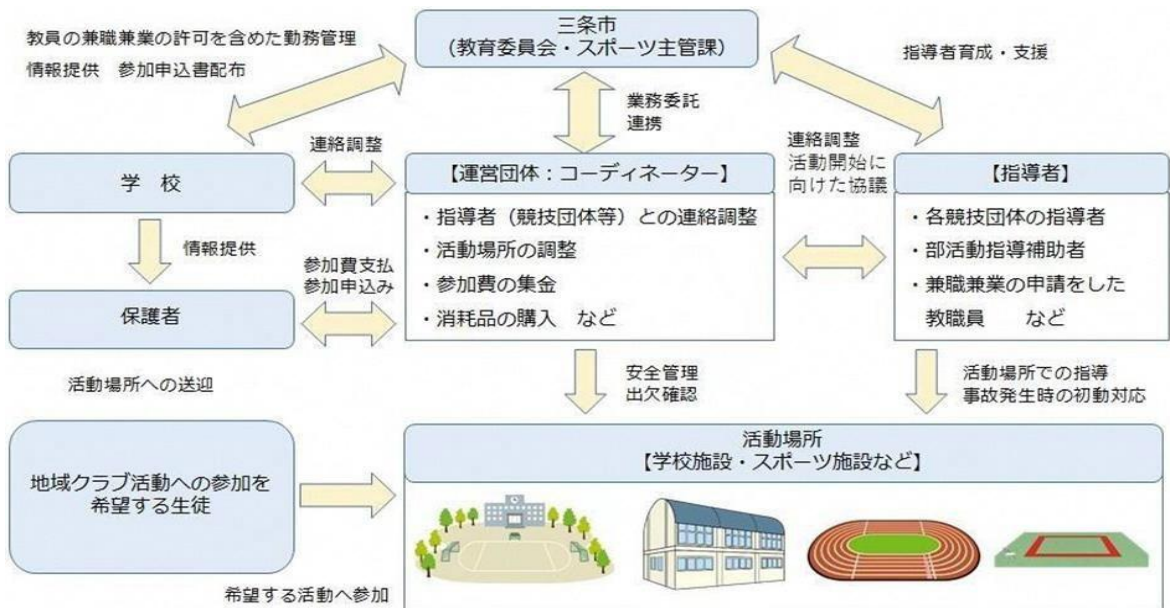 三条市
(教育委員会・スポーツ主管課)
教員の兼職兼業の許可を含めた勤務管理
情報提供　参加申込書配布
指導者育成・支援
業務委託
連携
学　校
連絡調整
【運営団体：コーディネーター】
・指導者（競技団体等）との連絡調整
・活動場所の調整
・参加費の集金
・消耗品の購入　など
連絡調整
活動開始に
向けた協議
【指導者】
・各競技団体の指導者
・部活動指導補助者
・兼職兼業の申請をした
教職員　　など
情報提供
保護者
参加費支払
参加申込み
活動場所への送迎
安全管理
出欠確認
活動場所での指導
事故発生時の初動対応
地域クラブ活動への参加を
希望する生徒
希望する活動へ参加
活動場所
【学校施設・スポーツ施設など】